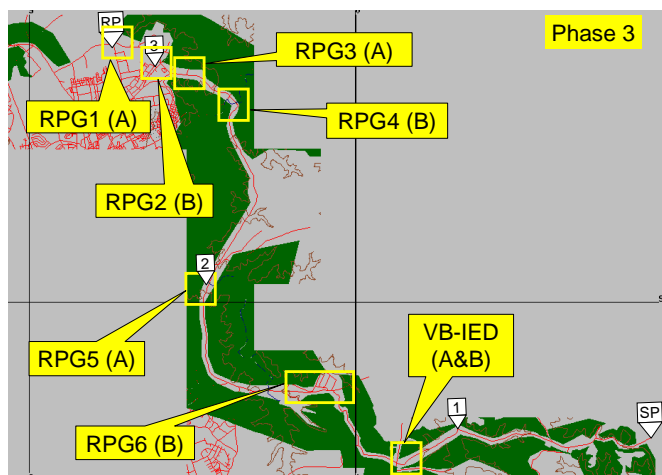 Phase 3
RP
3
RPG3 (A)
RPG1 (A)
RPG4 (B)
RPG2 (B)
2
RPG5 (A)
VB-IED
(A&B)
RPG6 (B)
1
SP